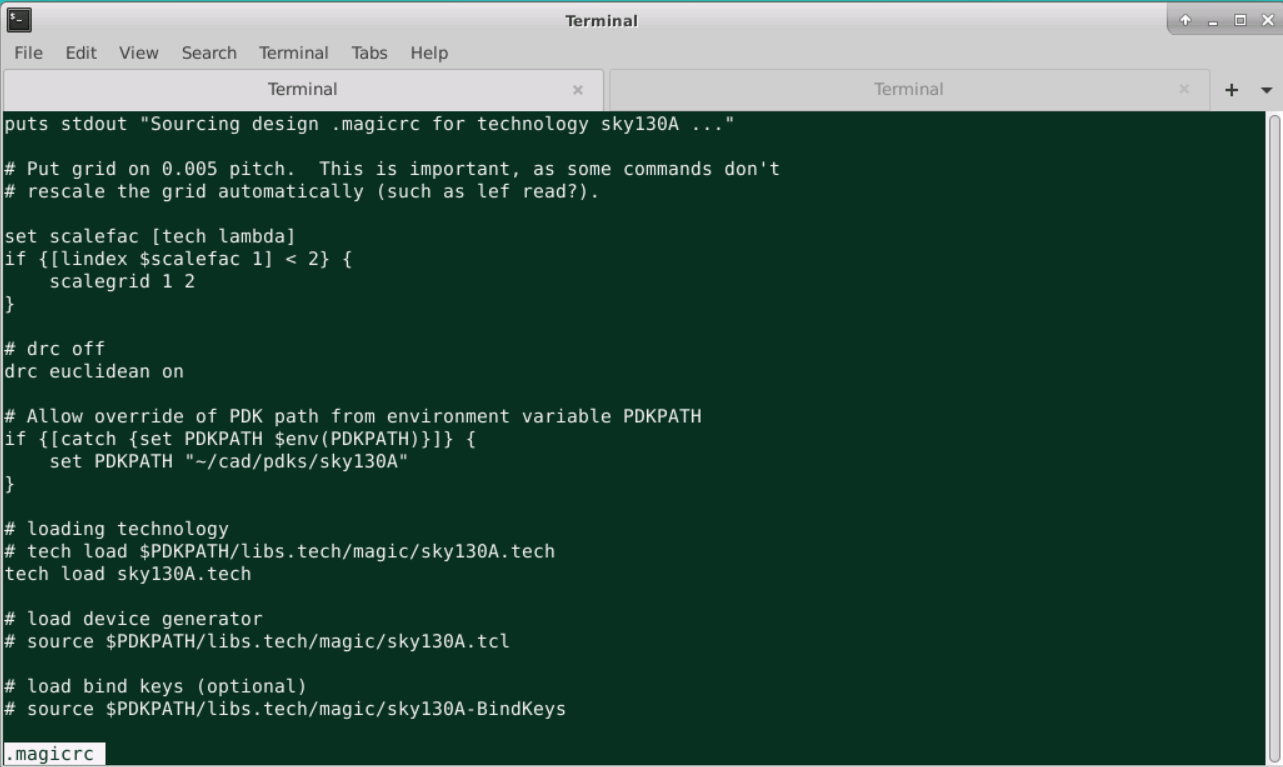 Terminal
File Edit View Search Terminal Tabs Help
Terminal × Terminal ×
puts stdout "Sourcing design .magicrc for technology sky130A ..."
# Put grid on 0.005 pitch.  This is important, as some commands don't
# rescale the grid automatically (such as lef read?).
set scalefac [tech lambda]
if {[lindex $scalefac 1] < 2} {
    scalegrid 1 2
}
# drc off
drc euclidean on
# Allow override of PDK path from environment variable PDKPATH
if {[catch {set PDKPATH $env(PDKPATH)}]} {
    set PDKPATH "~/cad/pdks/sky130A"
}
# loading technology
# tech load $PDKPATH/libs.tech/magic/sky130A.tech
tech load sky130A.tech
# load device generator
# source $PDKPATH/libs.tech/magic/sky130A.tcl
# load bind keys (optional)
# source $PDKPATH/libs.tech/magic/sky130A-BindKeys
.magicrc